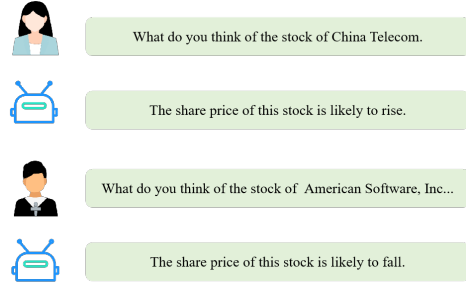 What do you think of the stock of China Telecom.
The share price of this stock is likely to rise.
What do you think of the stock of American Software, Inc...
The share price of this stock is likely to fall.